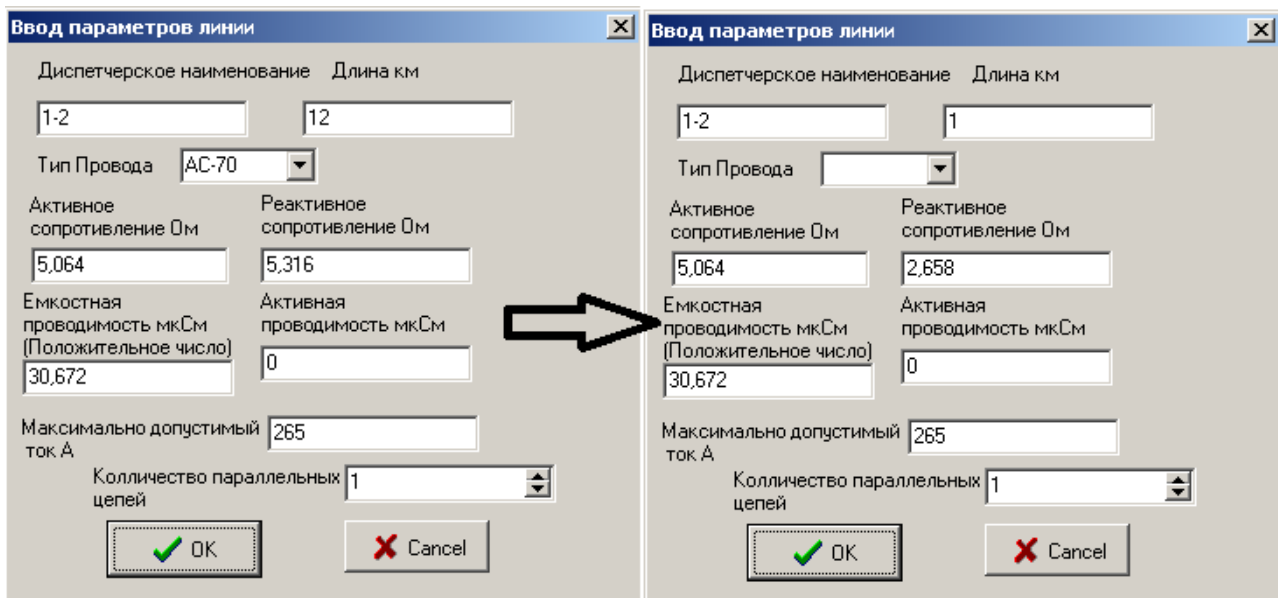 Ввод параметров линии
Диспетчерское наименование Длина км
1-2 12
Тип Провода АС-70
Активное сопротивление Ом Реактивное сопротивление Ом
5,064 5,316
Емкостная проводимость мкСм (Положительное число) Активная проводимость мкСм
30,672 0
Максимально допустимый ток А 265
Колличество параллельных цепей 1
OK Cancel
Ввод параметров линии
Диспетчерское наименование Длина км
1-2 1
Тип Провода
Активное сопротивление Ом Реактивное сопротивление Ом
5,064 2,658
Емкостная проводимость мкСм (Положительное число) Активная проводимость мкСм
30,672 0
Максимально допустимый ток А 265
Колличество параллельных цепей 1
OK Cancel